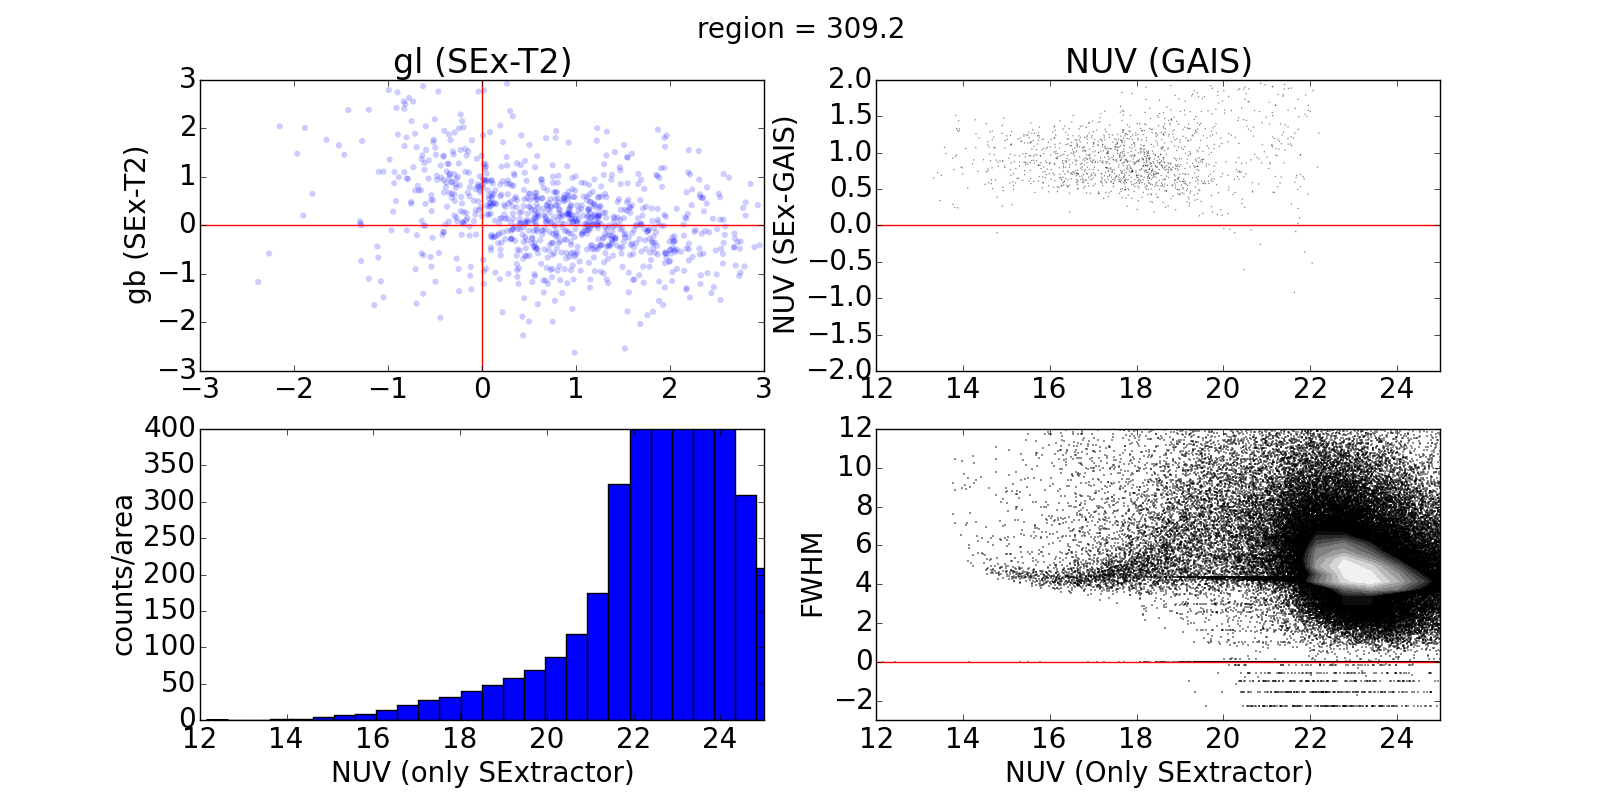 region = 309.2
gl (SEx-T2)
NUV (GAIS)
gb (SEx-T2)
3
2
1
0
−1
−2
−3
−3 −2 −1 0 1 2 3
NUV (SEx-GAIS)
2.0
1.5
1.0
0.5
0.0
−0.5
−1.0
−1.5
−2.0
12 14 16 18 20 22 24
counts/area
400
350
300
250
200
150
100
50
0
12 14 16 18 20 22 24
NUV (only SExtractor)
FWHM
12
10
8
6
4
2
0
−2
12 14 16 18 20 22 24
NUV (Only SExtractor)